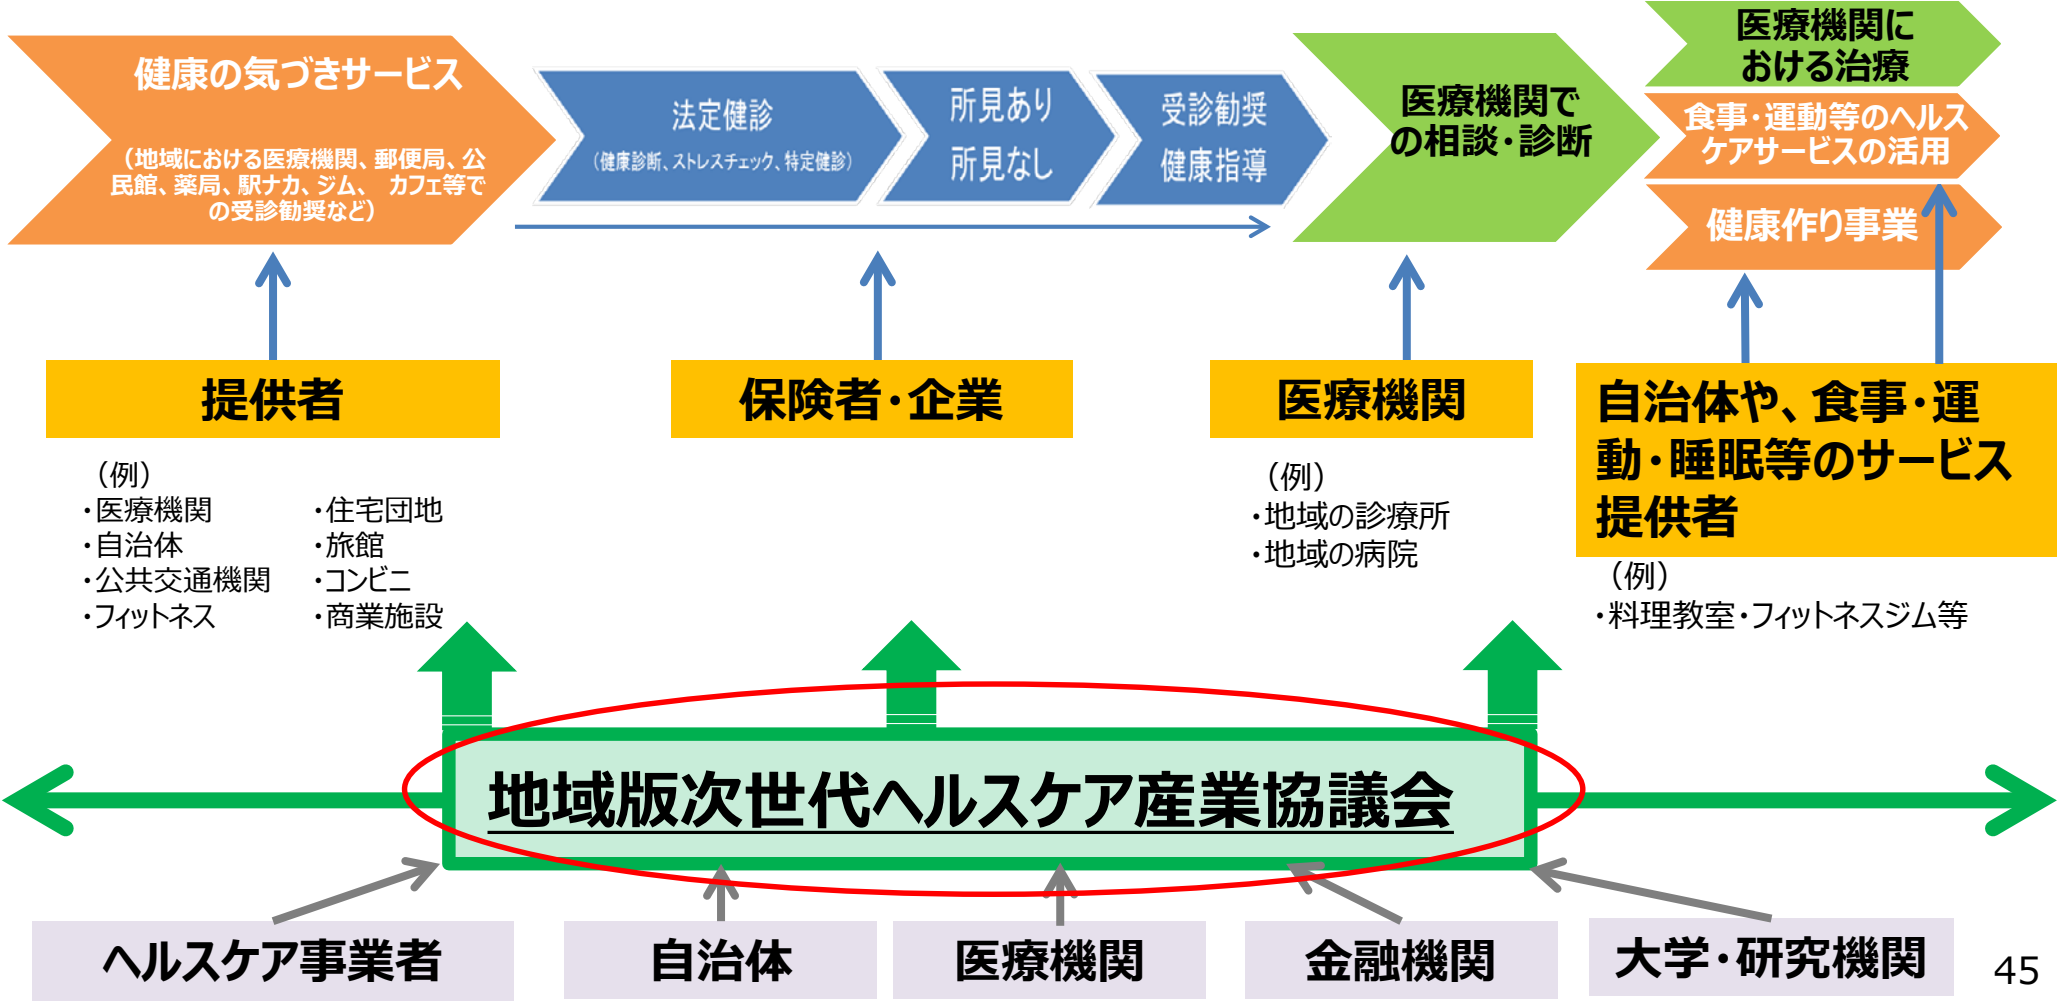 健康の気づきサービス
（地域における医療機関、郵便局、公
民館、薬局、駅ナカ、ジム、 カフェ等で
の受診勧奨など）
法定健診
（健康診断、ストレスチェック、特定健診）
所見あり
所見なし
受診勧奨
健康指導
医療機関で
の相談・診断
医療機関に
おける治療
食事・運動等のヘルス
ケアサービスの活用
健康作り事業
提供者
（例）
・医療機関
・自治体
・公共交通機関
・フィットネス
・住宅団地
・旅館
・コンビニ
・商業施設
保険者・企業
医療機関
（例）
・地域の診療所
・地域の病院
自治体や、食事・運
動・睡眠等のサービス
提供者
（例）
・料理教室・フィットネスジム等
地域版次世代ヘルスケア産業協議会
ヘルスケア事業者
自治体
医療機関
金融機関
大学・研究機関
45